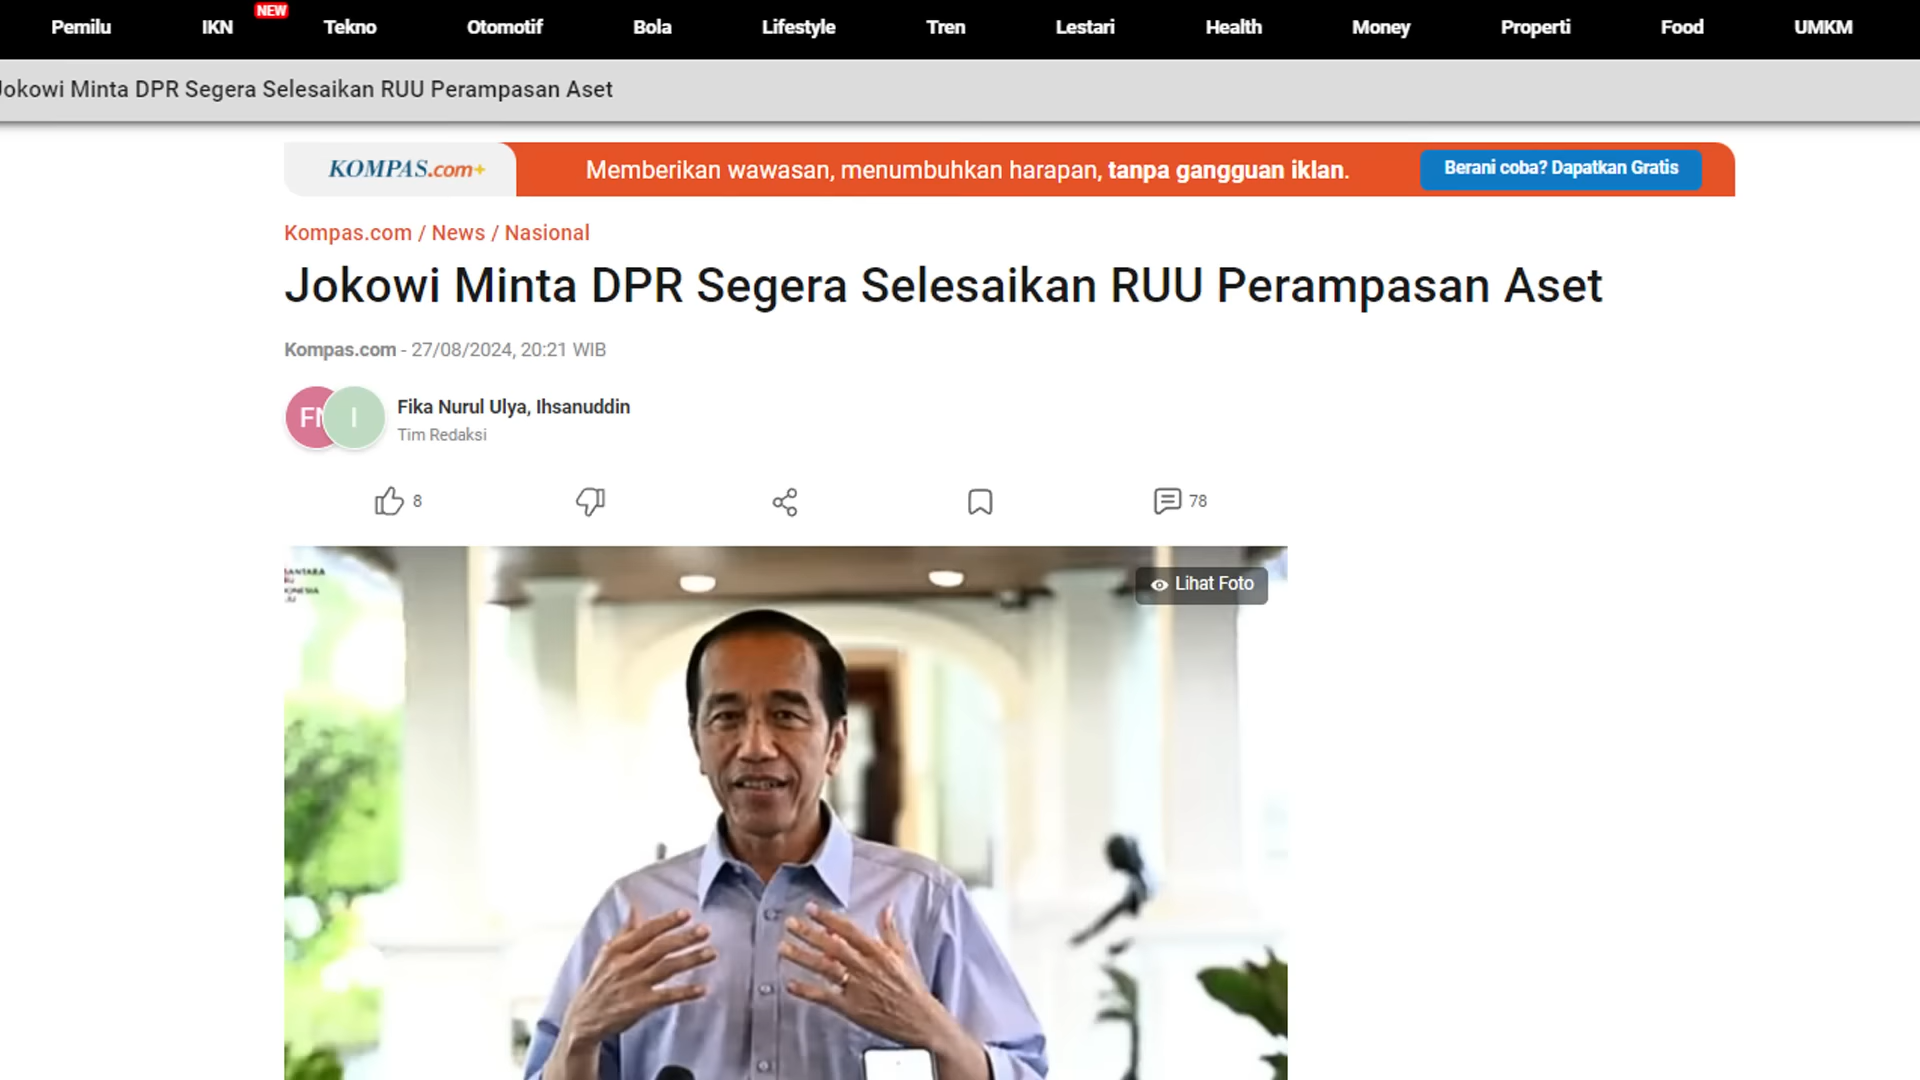 Pemilu IKN NEW Tekno Otomotif Bola Lifestyle Tren Lestari Health Money Properti Food UMKM
Jokowi Minta DPR Segera Selesaikan RUU Perampasan Aset
KOMPAS.com+ Memberikan wawasan, menumbuhkan harapan, tanpa gangguan iklan. Berani coba? Dapatkan Gratis
Kompas.com / News / Nasional
Jokowi Minta DPR Segera Selesaikan RUU Perampasan Aset
Kompas.com - 27/08/2024, 20:21 WIB
FN I Fika Nurul Ulya, Ihsanuddin
Tim Redaksi
8 78
Lihat Foto